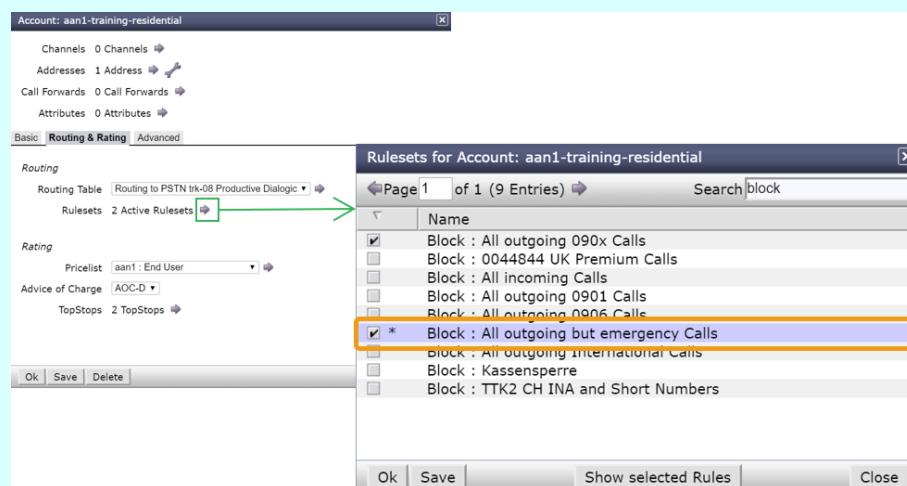 Account: aan1-training-residential
Channels 0 Channels
Addresses 1 Address
Call Forwards 0 Call Forwards
Attributes 0 Attributes
Basic Routing & Rating Advanced
Routing
Routing Table Routing to PSTN trk-08 Productive Dialogic
Rulesets 2 Active Rulesets
Rating
Pricelist aan1 : End User
Advice of Charge AOC-D
TopStops 2 TopStops
Ok Save Delete
Rulesets for Account: aan1-training-residential
Page 1 of 1 (9 Entries) Search block
Name
Block : All outgoing 090x Calls
Block : 0044844 UK Premium Calls
Block : All incoming Calls
Block : All outgoing 0901 Calls
Block : All outgoing 0906 Calls
* Block : All outgoing but emergency Calls
Block : All outgoing International Calls
Block : Kassensperre
Block : TTK2 CH INA and Short Numbers
Ok Save Show selected Rules Close